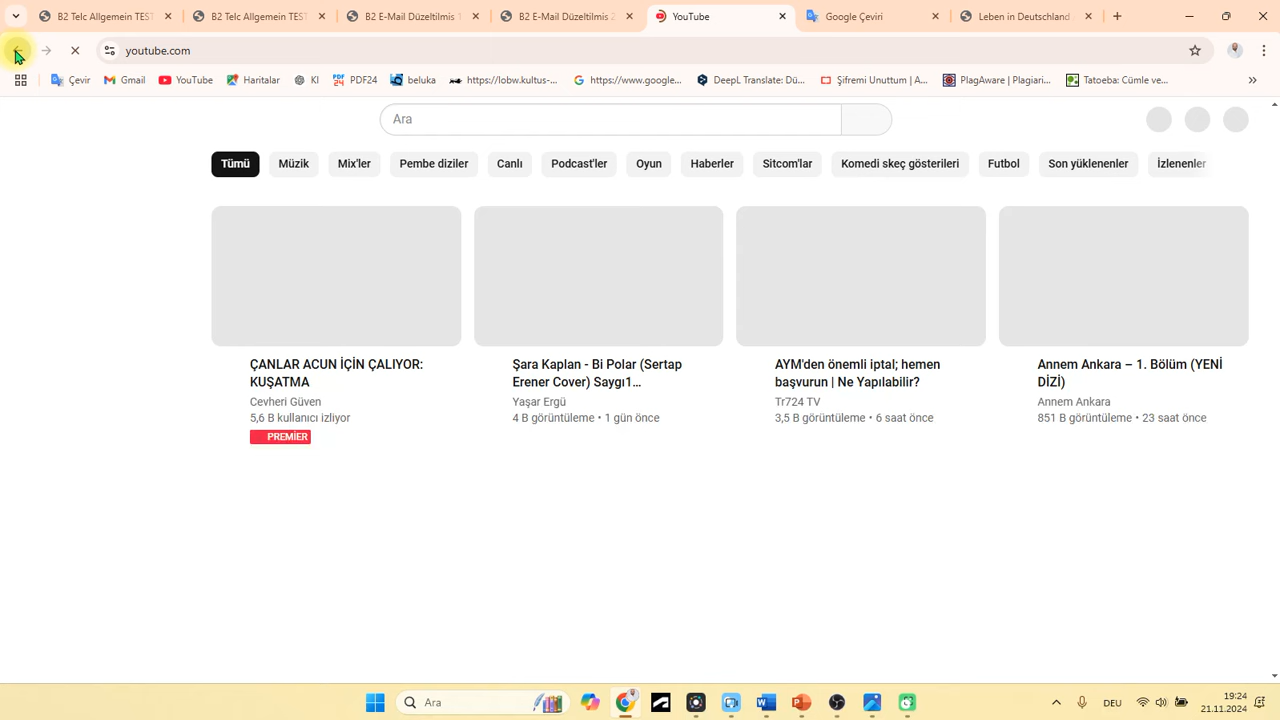 B2 Telc Allgemein TEST
B2 Telc Allgemein TEST
B2 E-Mail Düzeltilmis 1
B2 E-Mail Düzeltilmis 2
YouTube
Google Çeviri
Leben in Deutschland
youtube.com
Çevir
Gmail
YouTube
Haritalar
KI
PDF24
beluka
https://lobw.kultus-...
https://www.google...
DeepL Translate: Dü...
Şifremi Unuttum | A...
PlagAware | Plagiari...
Tatoeba: Cümle ve...
Ara
Tümü
Müzik
Mix'ler
Pembe diziler
Canlı
Podcast'ler
Oyun
Haberler
Sitcom'lar
Komedi skeç gösterileri
Futbol
Son yüklenenler
İzlenenler
ÇANLAR ACUN İÇİN ÇALIYOR:
KUŞATMA
Cevheri Güven
5,6 B kullanıcı izliyor
PREMİER
Şara Kaplan - Bi Polar (Sertap
Erener Cover) Saygı1...
Yaşar Ergü
4 B görüntüleme • 1 gün önce
AYM'den önemli iptal; hemen
başvurun | Ne Yapılabilir?
Tr724 TV
3,5 B görüntüleme • 6 saat önce
Annem Ankara – 1. Bölüm (YENİ
DİZİ)
Annem Ankara
851 B görüntüleme • 23 saat önce
Ara
DEU
19:24
21.11.2024